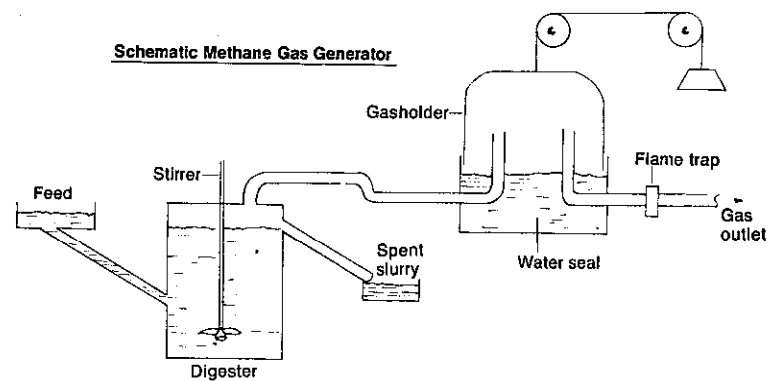 Schematic Methane Gas Generator
Gasholder
Stirrer
Flame trap
Feed
Gas
outlet
Spent
slurry
Water seal
Digester